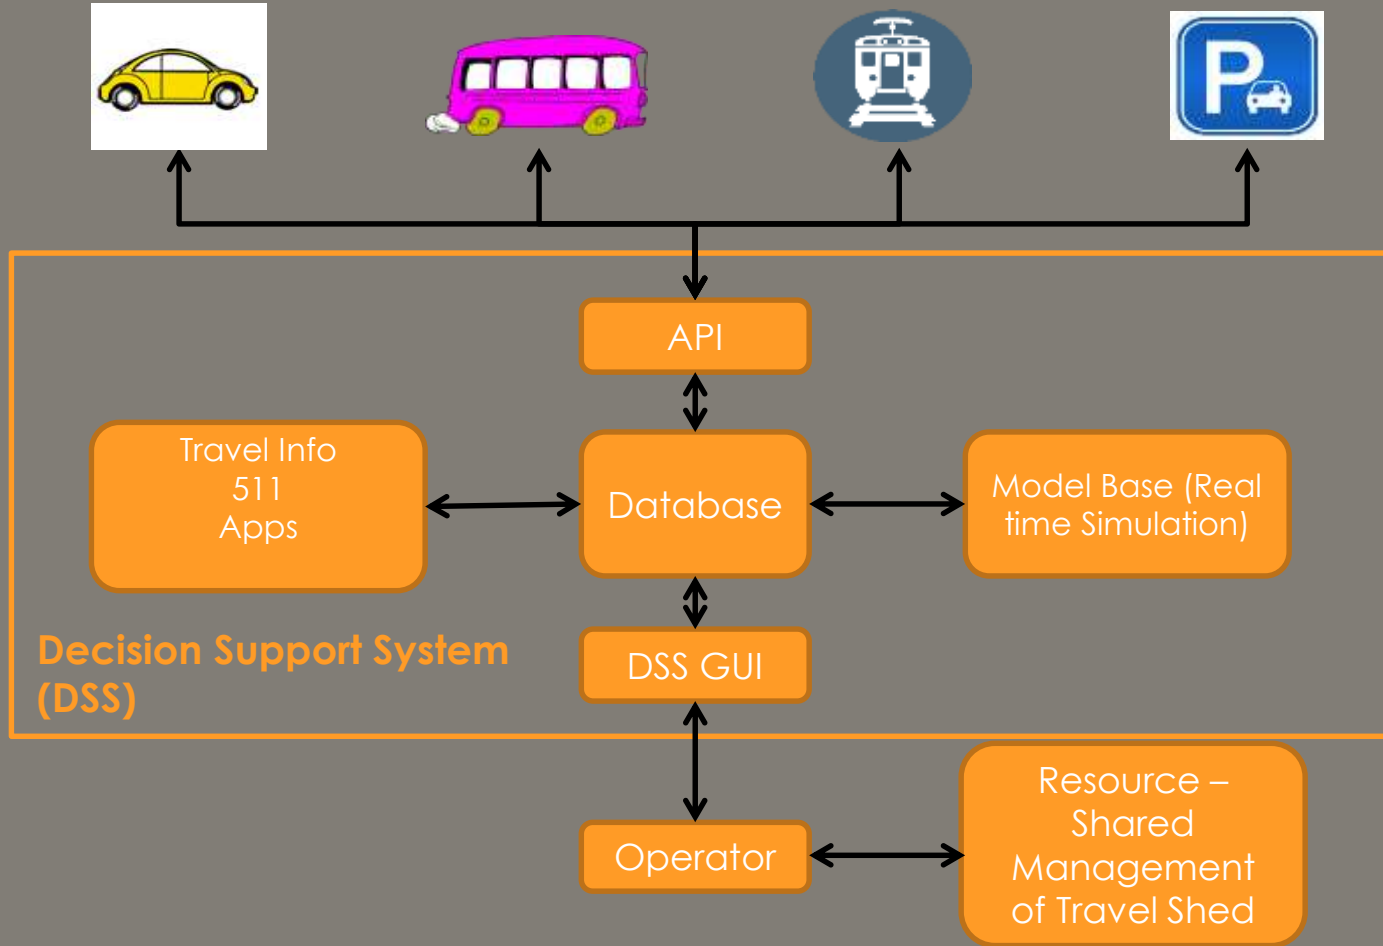 P
API
Travel Info
511
Apps
Database
Model Base (Real
time Simulation)
Decision Support System
(DSS)
DSS GUI
Operator
Resource –
Shared
Management
of Travel Shed